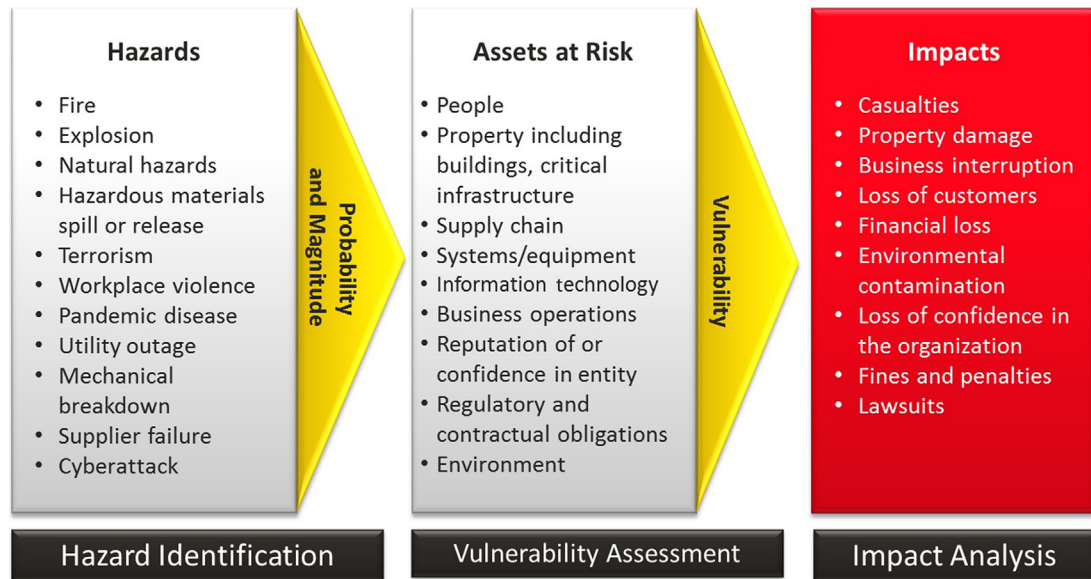 Hazards
• Fire
• Explosion
• Natural hazards
• Hazardous materials
spill or release
• Terrorism
• Workplace violence
• Pandemic disease
• Utility outage
• Mechanical
breakdown
• Supplier failure
• Cyberattack
Probability
and Magnitude
Assets at Risk
• People
• Property including
buildings, critical
infrastructure
• Supply chain
• Systems/equipment
• Information technology
• Business operations
• Reputation of or
confidence in entity
• Regulatory and
contractual obligations
• Environment
Vulnerability
Impacts
• Casualties
• Property damage
• Business interruption
• Loss of customers
• Financial loss
• Environmental
contamination
• Loss of confidence in
the organization
• Fines and penalties
• Lawsuits
Hazard Identification
Vulnerability Assessment
Impact Analysis